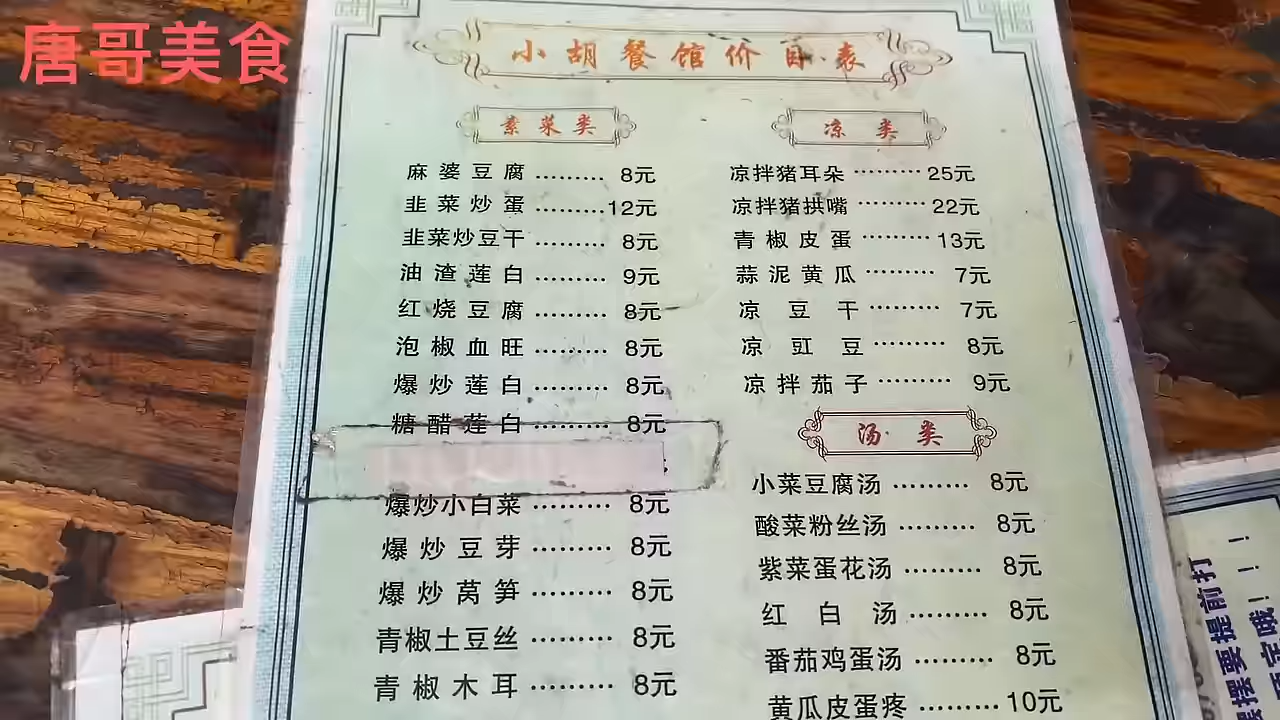 唐哥美食
小胡餐馆价目表
素菜类
麻婆豆腐………8元
韭菜炒蛋………12元
韭菜炒豆干………8元
油渣莲白………9元
红烧豆腐………8元
泡椒血旺………8元
爆炒莲白………8元
糖醋莲白………8元
爆炒小白菜………8元
爆炒豆芽………8元
爆炒莴笋………8元
青椒土豆丝………8元
青椒木耳………8元
凉类
凉拌猪耳朵………25元
凉拌猪拱嘴………22元
青椒皮蛋………13元
蒜泥黄瓜………7元
凉豆干………7元
凉豇豆………8元
凉拌茄子………9元
汤类
小菜豆腐汤………8元
酸菜粉丝汤………8元
紫菜蛋花汤………8元
红白汤………8元
番茄鸡蛋汤………8元
黄瓜皮蛋疼………10元
摆要提前打
定哦！！！